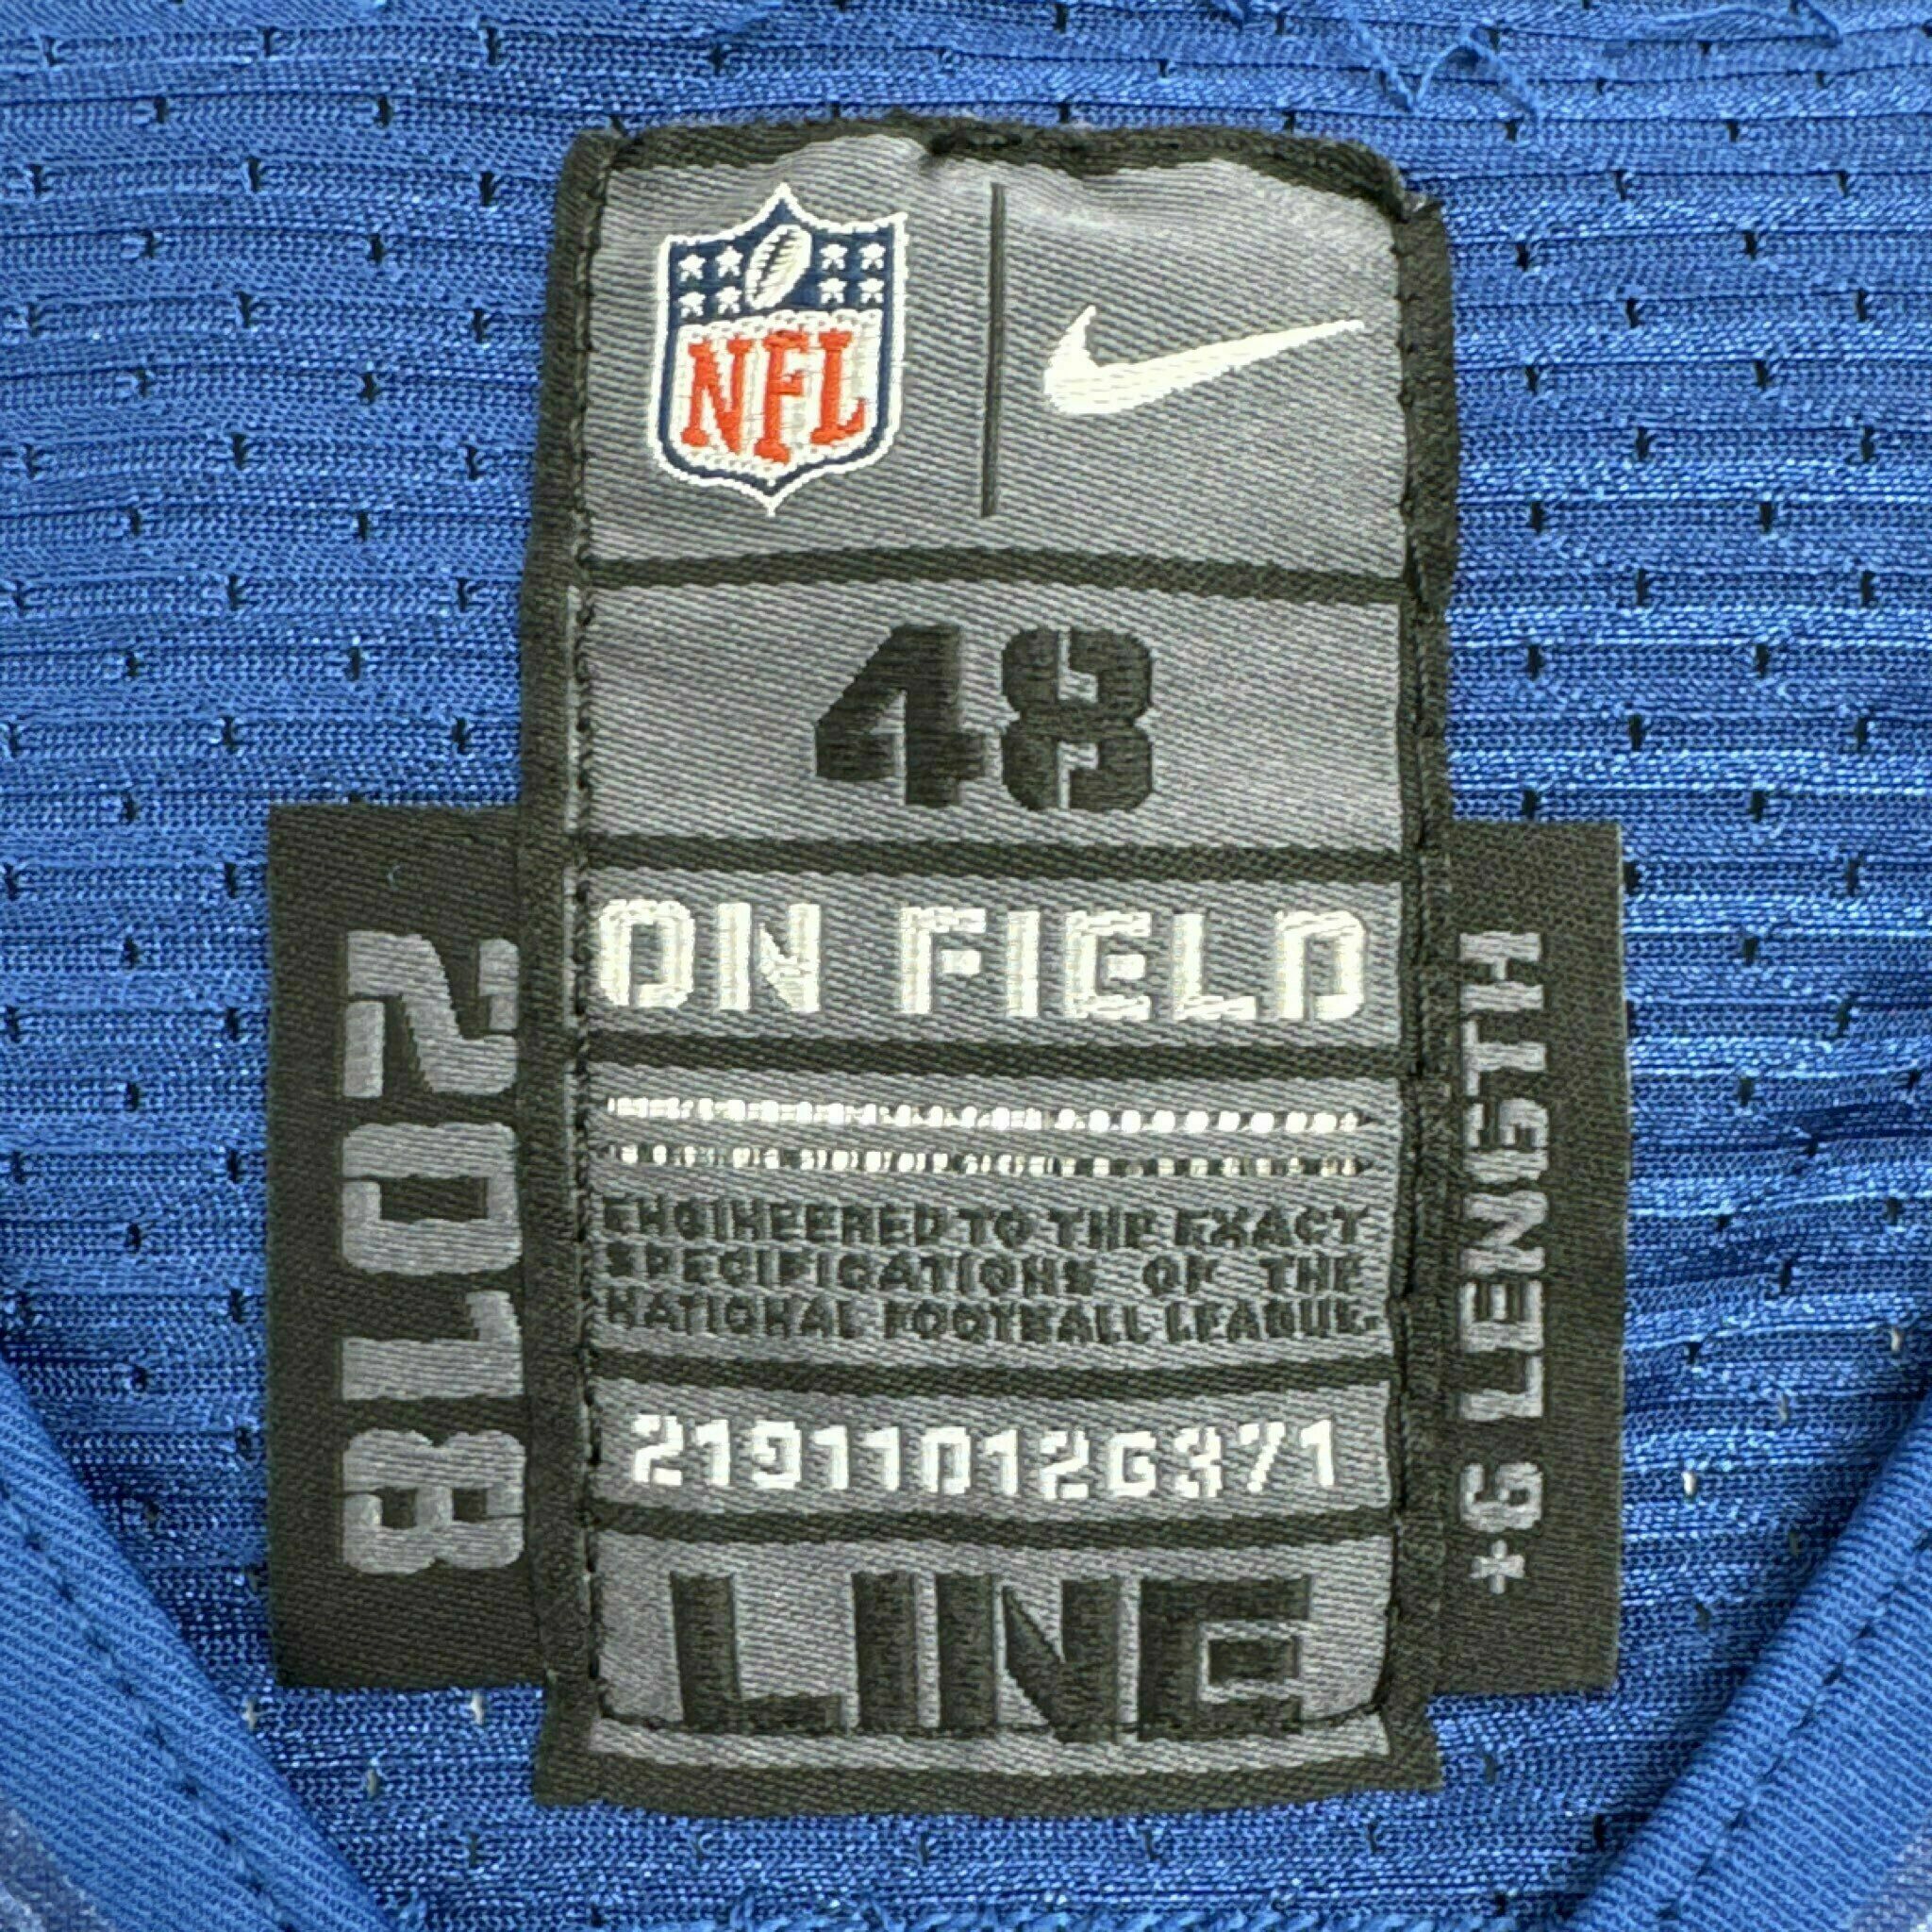 NFL
48
ON FIELD
ENGINEERED TO THE EXACT
SPECIFICATIONS OF THE
NATIONAL FOOTBALL LEAGUE.
219110126371
LINE
2018
*6 LENGTH